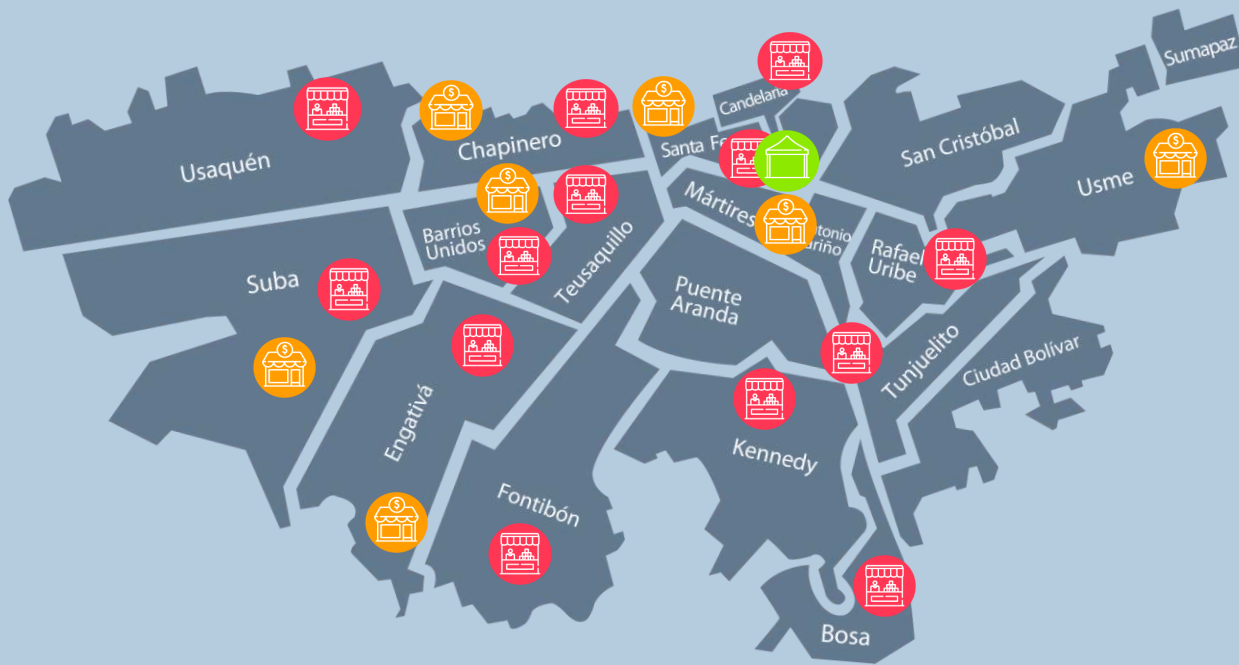 Sumapaz
Candelaria
Chapinero
Santa Fe
San Cristóbal
Usaquén
Usme
Mártires
Barrios
Unidos
Teusaquillo
Rafael
Uribe
Suba
Puente
Aranda
Tunjuelito
Ciudad Bolívar
Engativá
Kennedy
Fontibón
Bosa